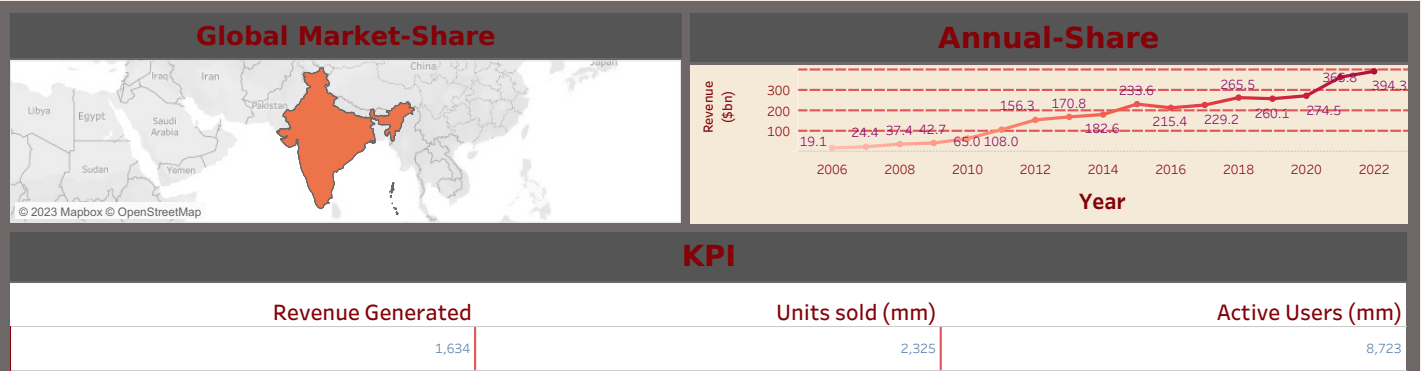 Global Market-Share
Annual-Share
China
Japan
Iraq
Iran
Pakistan
Libya
Egypt
Saudi
Arabia
Sudan
Yemen
© 2023 Mapbox © OpenStreetMap
Revenue
($bn)
300
200
100
19.1
24.4
37.4
42.7
65.0
108.0
156.3
170.8
182.6
233.6
215.4
229.2
265.5
260.1
274.5
365.8
394.3
2006
2008
2010
2012
2014
2016
2018
2020
2022
Year
KPI
Revenue Generated
Units sold (mm)
Active Users (mm)
1,634
2,325
8,723